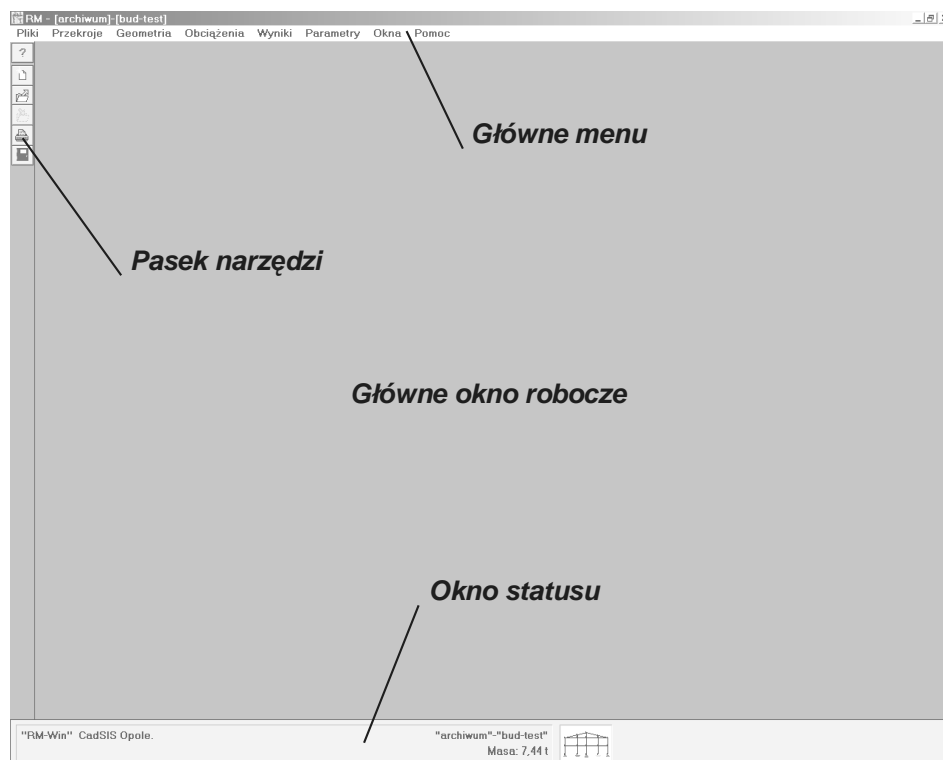 RM - [archiwum]-[bud-test]
Pliki Przekroje Geometria Obciążenia Wyniki Parametry Okna Pomoc
?
Główne menu
Pasek narzędzi
Główne okno robocze
Okno statusu
"RM-Win" CadSIS Opole. "archiwum"-"bud-test"
Masa: 7,44 t